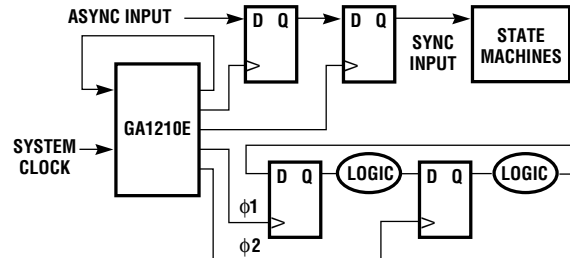 ASYNC INPUT
D Q
D Q
SYNC
INPUT
STATE
MACHINES
GA1210E
SYSTEM
CLOCK
D Q
LOGIC
D Q
LOGIC
ϕ1
ϕ2